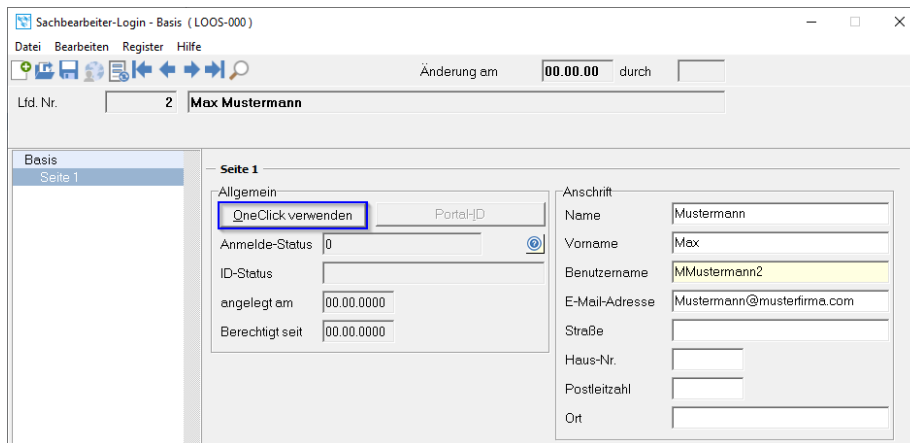 Sachbearbeiter-Login - Basis ( LOOS-000 )
Datei Bearbeiten Register Hilfe
Änderung am 00.00.00 durch
Lfd. Nr. 2 Max Mustermann
Basis
Seite 1
Seite 1
Allgemein
OneClick verwenden Portal-ID
Anmelde-Status 0
ID-Status
angelegt am 00.00.0000
Berechtigt seit 00.00.0000
Anschrift
Name Mustermann
Vorname Max
Benutzername MMustermann2
E-Mail-Adresse Mustermann@musterfirma.com
Straße
Haus-Nr.
Postleitzahl
Ort